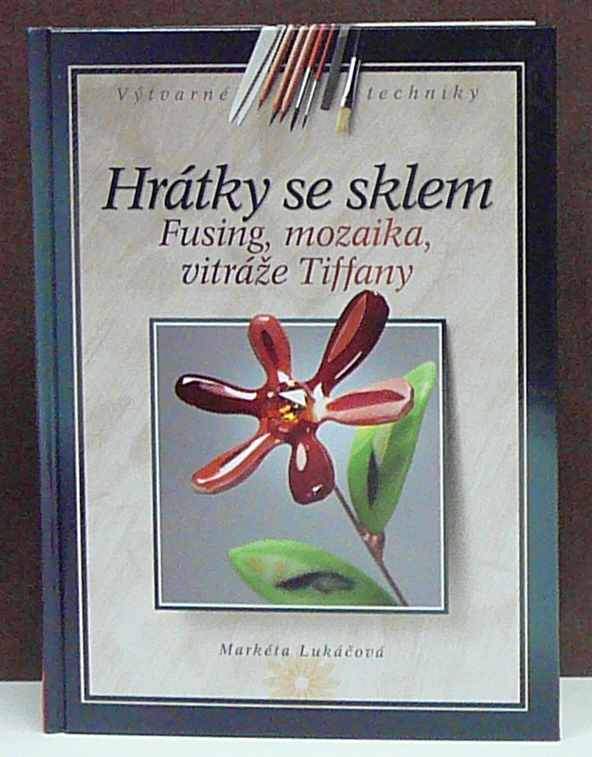 Výtvarné techniky
Hrátky se sklem
Fusing, mozaika,
vitráže Tiffany
Markéta Lukáčová